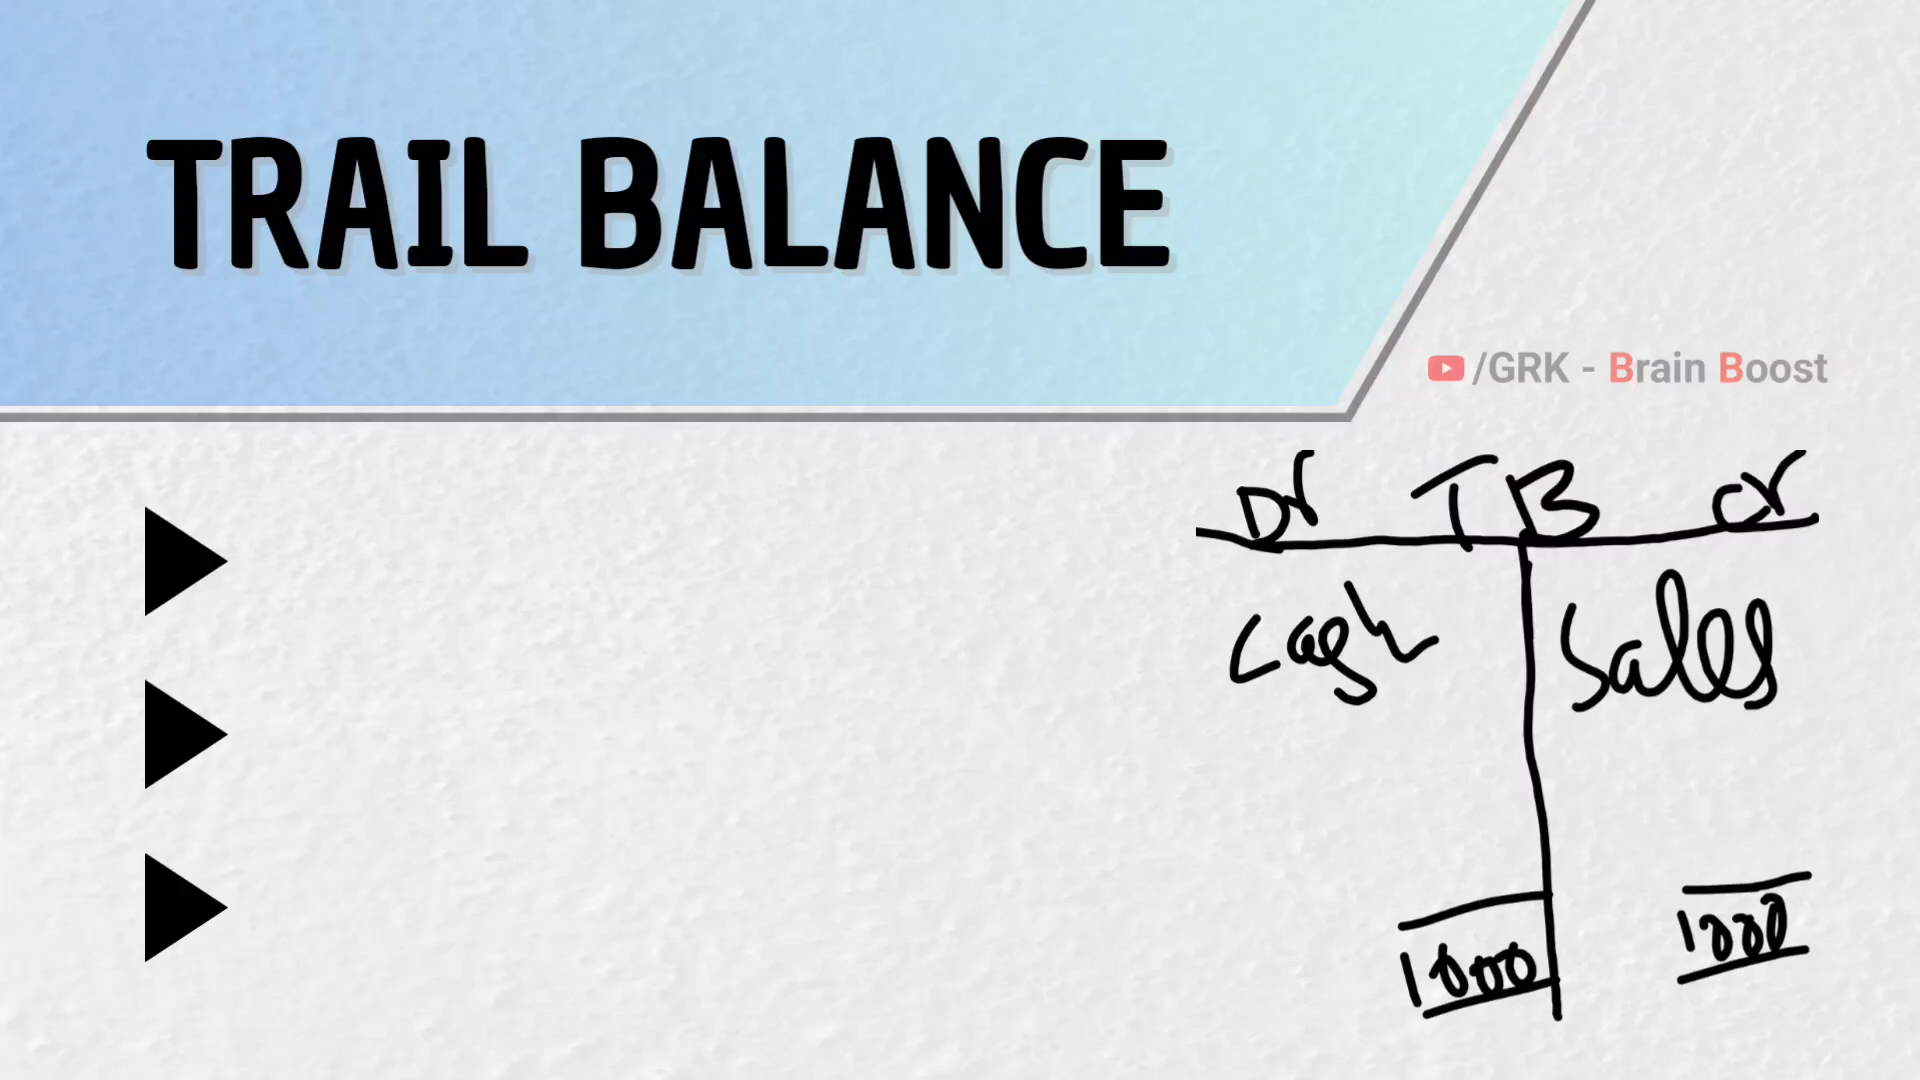 TRAIL BALANCE
/GRK - Brain Boost
Dr TB Cr
Cash Sales
1000 1000